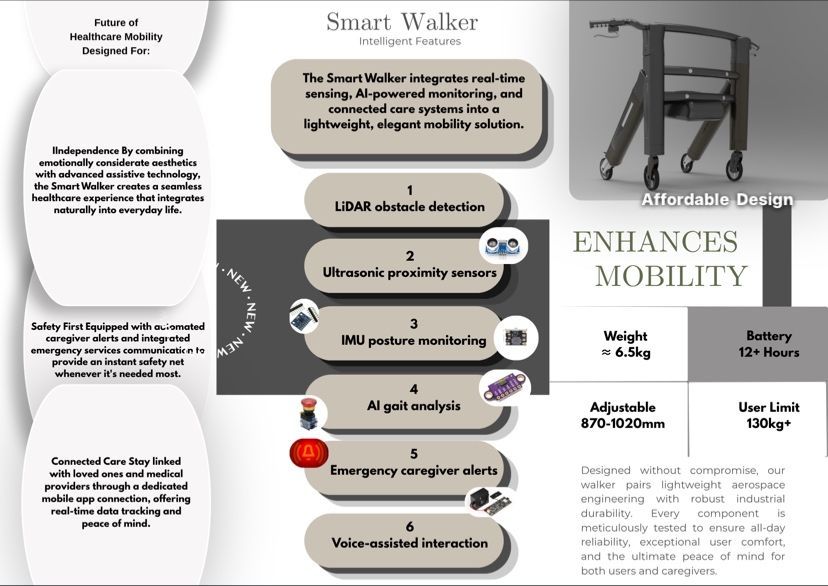 Future of
Healthcare Mobility
Designed For:
IIndependence By combining
emotionally considerate aesthetics
with advanced assistive technology,
the Smart Walker creates a seamless
healthcare experience that integrates
naturally into everyday life.
Safety First Equipped with automated
caregiver alerts and integrated
emergency services communication to
provide an instant safety net
whenever it's needed most.
Connected Care Stay linked
with loved ones and medical
providers through a dedicated
mobile app connection, offering
real-time data tracking and
peace of mind.
Smart Walker
Intelligent Features
The Smart Walker integrates real-time
sensing, AI-powered monitoring, and
connected care systems into a
lightweight, elegant mobility solution.
· NEW · NEW · NEW
1
LiDAR obstacle detection
2
Ultrasonic proximity sensors
3
IMU posture monitoring
4
AI gait analysis
5
Emergency caregiver alerts
6
Voice-assisted interaction
Affordable Design
ENHANCES
MOBILITY
Weight
≈ 6.5kg
Battery
12+ Hours
Adjustable
870-1020mm
User Limit
130kg+
Designed without compromise, our
walker pairs lightweight aerospace
engineering with robust industrial
durability. Every component is
meticulously tested to ensure all-day
reliability, exceptional user comfort,
and the ultimate peace of mind for
both users and caregivers.